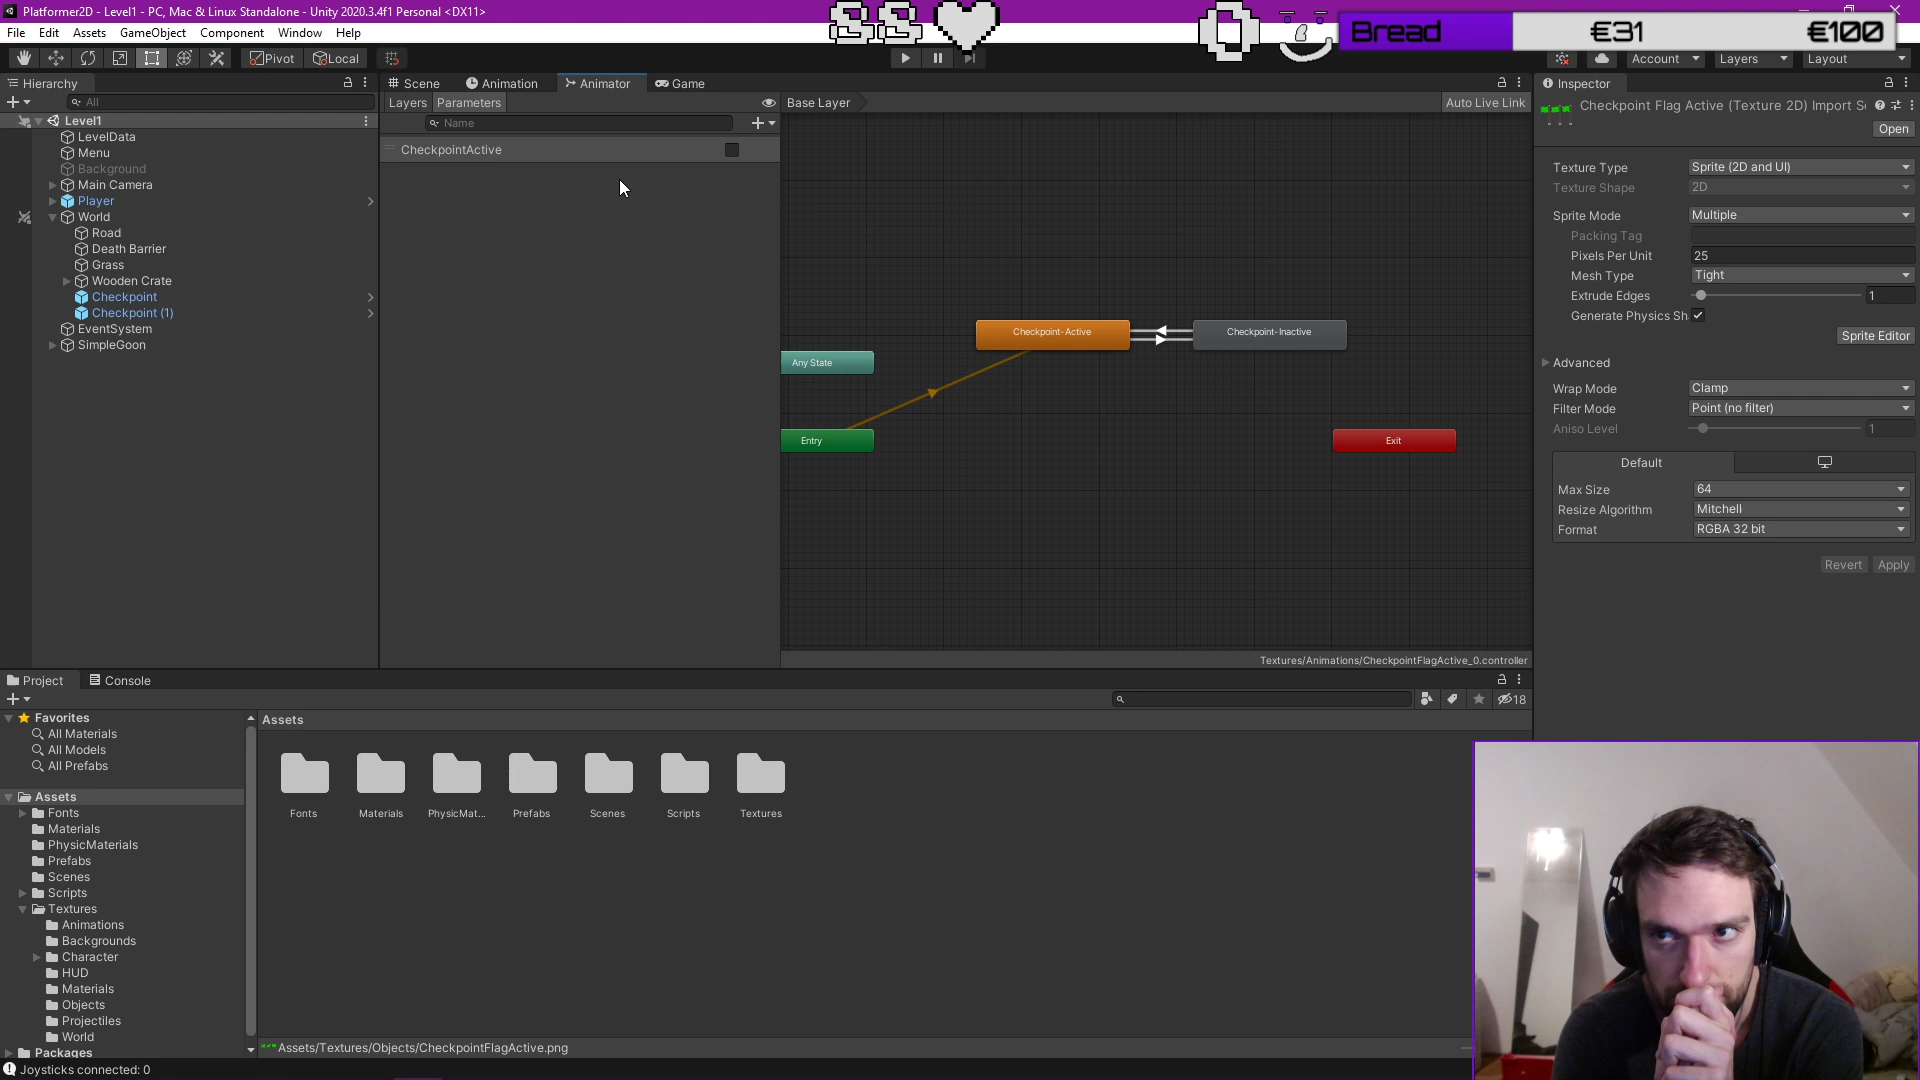 Platformer2D - Level1 - PC, Mac & Linux Standalone - Unity 2020.3.4f1 Personal <DX11>
88
0
Bread €31 €100
File Edit Assets GameObject Component Window Help
Pivot Local
Account Layers Layout
Hierarchy
All
Level1
LevelData
Menu
Background
Main Camera
Player
World
Road
Death Barrier
Grass
Wooden Crate
Checkpoint
Checkpoint (1)
EventSystem
SimpleGoon
Scene Animation Animator Game
Layers Parameters
Name
CheckpointActive
Base Layer
Auto Live Link
Checkpoint-Active
Checkpoint-Inactive
Any State
Entry
Exit
Textures/Animations/CheckpointFlagActive_0.controller
Inspector
Checkpoint Flag Active (Texture 2D) Import S
Open
Texture Type Sprite (2D and UI)
Texture Shape 2D
Sprite Mode Multiple
Packing Tag
Pixels Per Unit 25
Mesh Type Tight
Extrude Edges 1
Generate Physics Sh
Sprite Editor
Advanced
Wrap Mode Clamp
Filter Mode Point (no filter)
Aniso Level 1
Default
Max Size 64
Resize Algorithm Mitchell
Format RGBA 32 bit
Revert Apply
Project Console
18
Favorites
All Materials
All Models
All Prefabs
Assets
Fonts
Materials
PhysicMaterials
Prefabs
Scenes
Scripts
Textures
Animations
Backgrounds
Character
HUD
Materials
Objects
Projectiles
World
Packages
Assets
Fonts Materials PhysicMat... Prefabs Scenes Scripts Textures
Assets/Textures/Objects/CheckpointFlagActive.png
Joysticks connected: 0